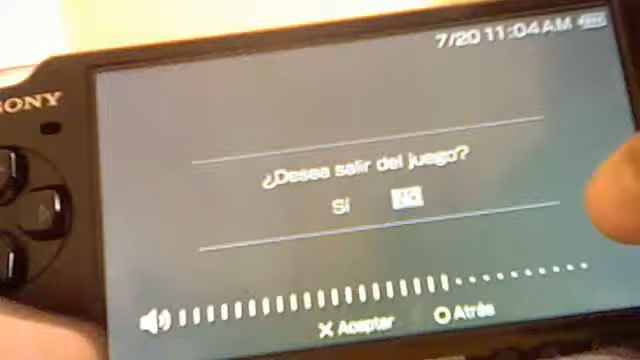 7/20 11:04AM
SONY
¿Desea salir del juego?
Sí No
X Aceptar O Atrás